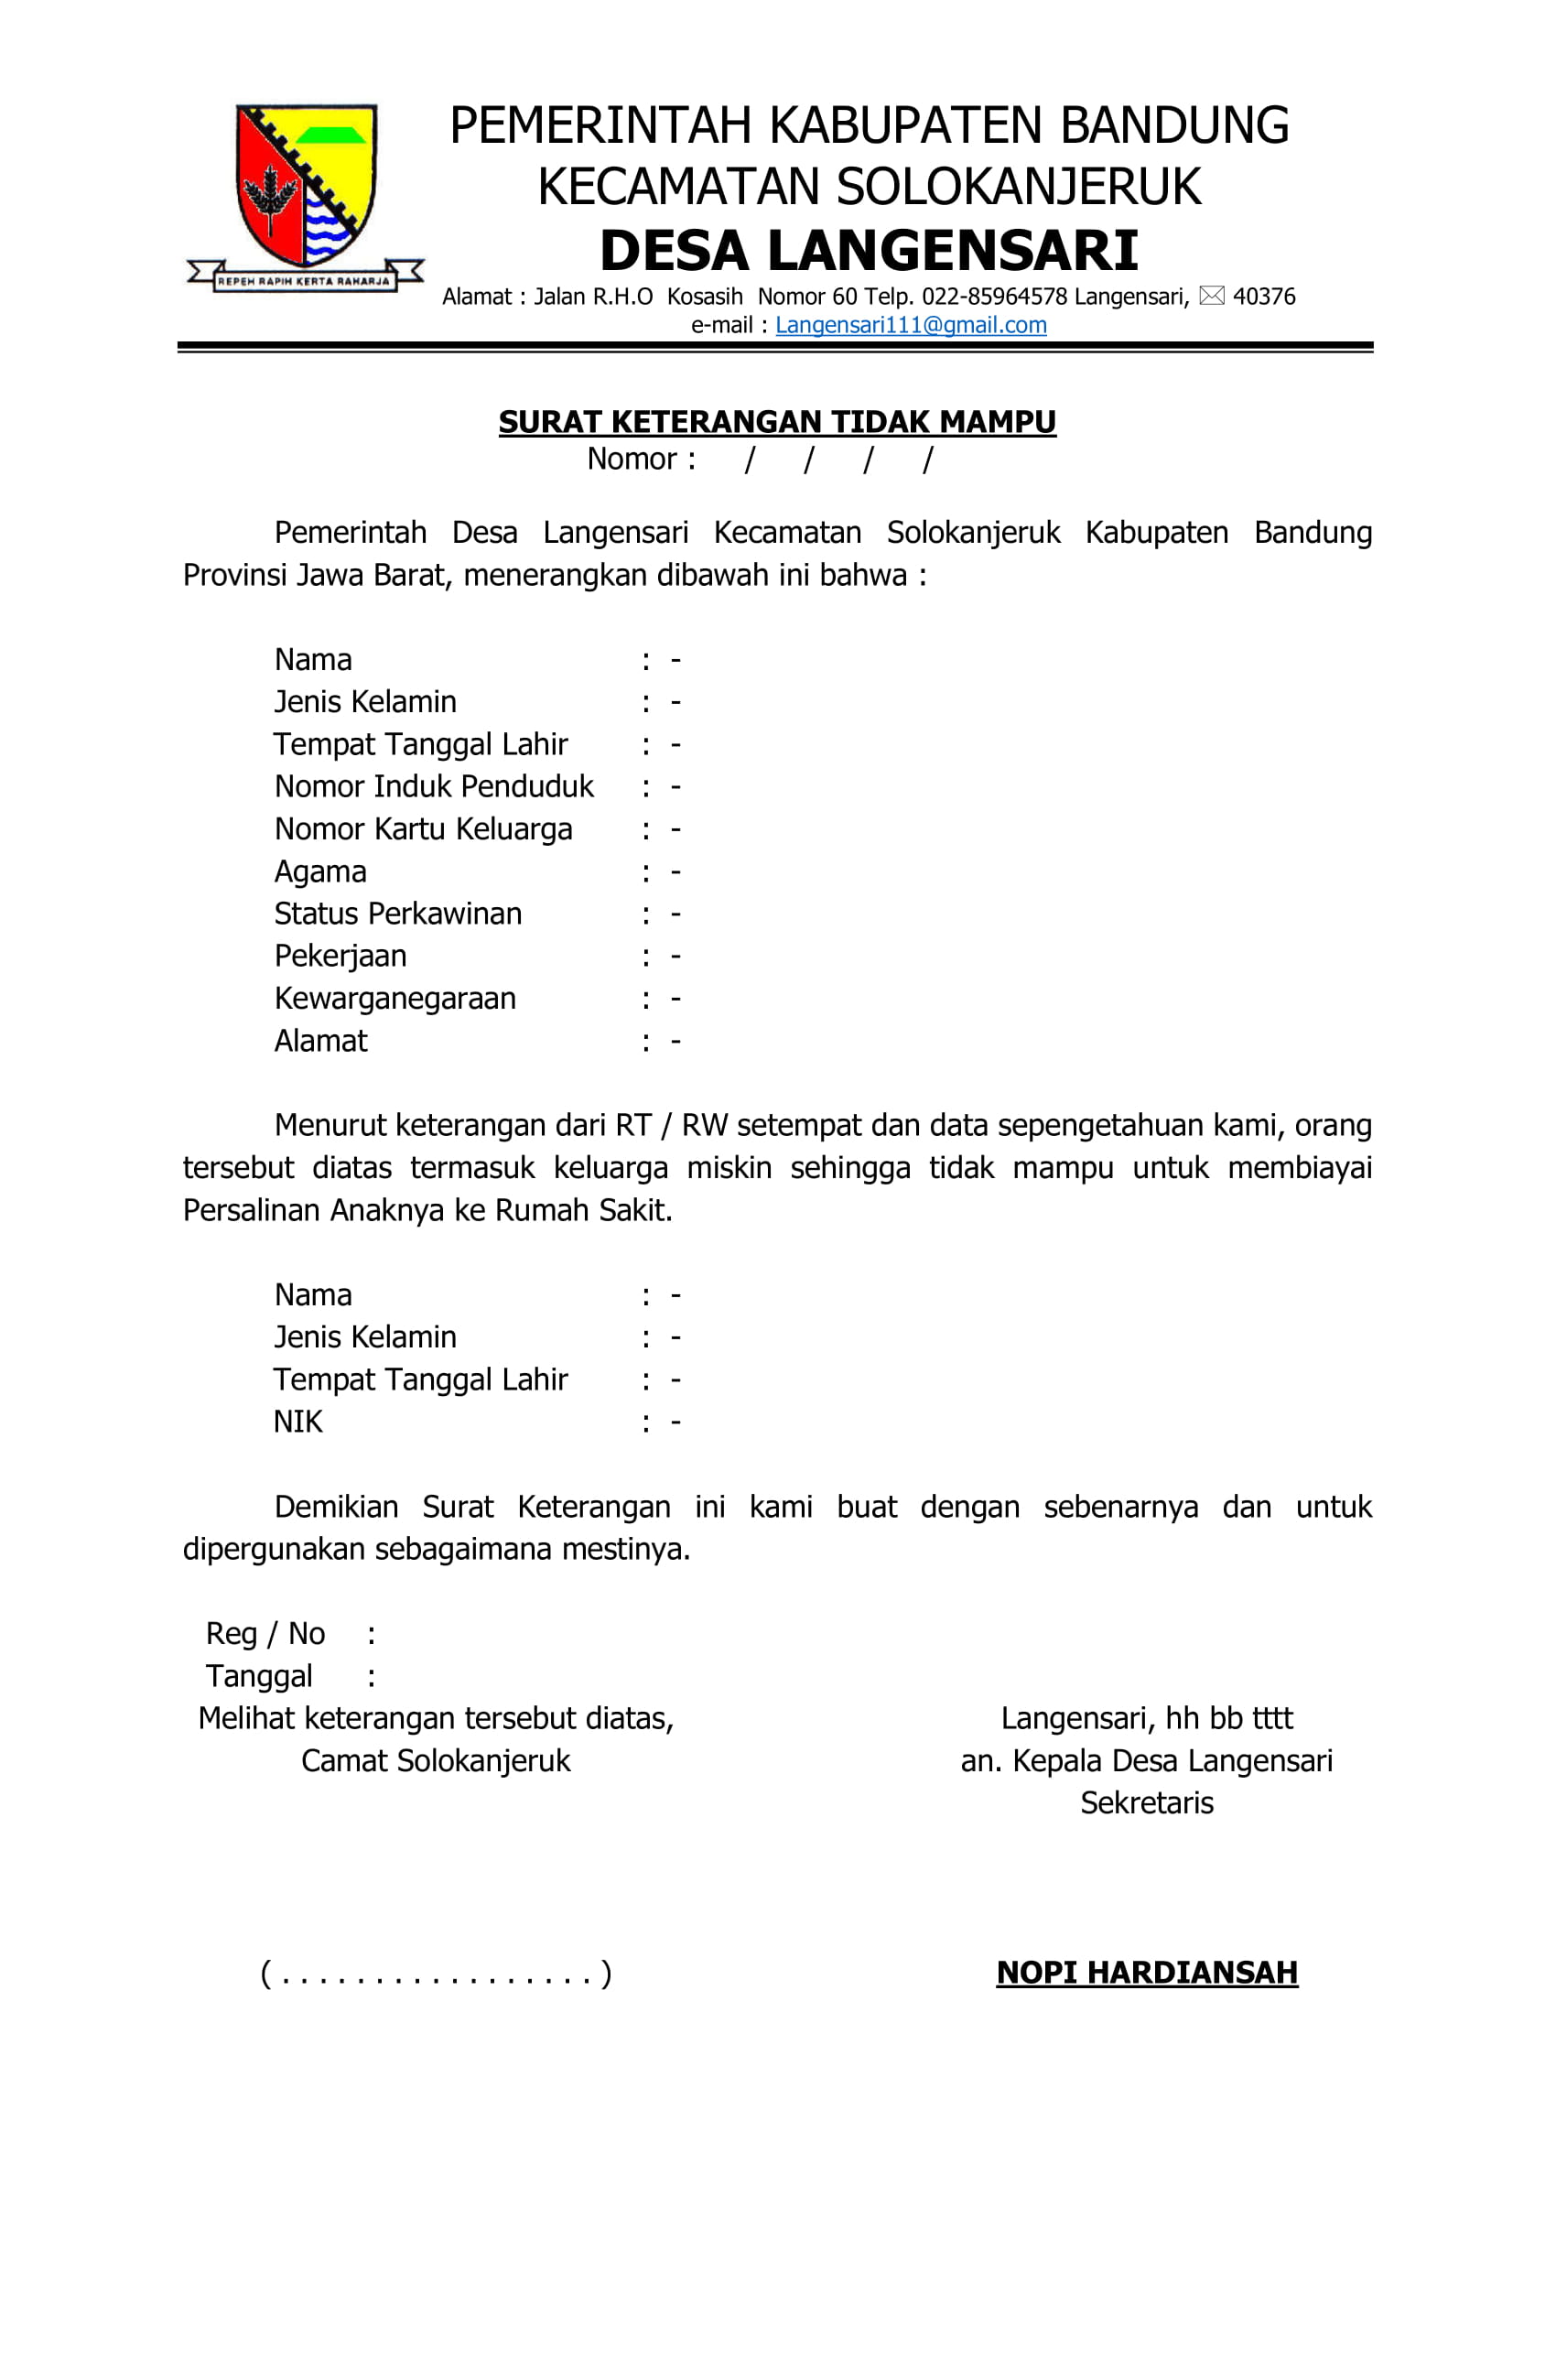 PEMERINTAH KABUPATEN BANDUNG
KECAMATAN SOLOKANJERUK
DESA LANGENSARI
REPEH RAPIH KERTA RAHARJA
Alamat : Jalan R.H.O Kosasih Nomor 60 Telp. 022-85964578 Langensari, 🖂 40376
e-mail : Langensari111@gmail.com
SURAT KETERANGAN TIDAK MAMPU
Nomor : / / / /
Pemerintah Desa Langensari Kecamatan Solokanjeruk Kabupaten Bandung
Provinsi Jawa Barat, menerangkan dibawah ini bahwa :
Nama : -
Jenis Kelamin : -
Tempat Tanggal Lahir : -
Nomor Induk Penduduk : -
Nomor Kartu Keluarga : -
Agama : -
Status Perkawinan : -
Pekerjaan : -
Kewarganegaraan : -
Alamat : -
Menurut keterangan dari RT / RW setempat dan data sepengetahuan kami, orang
tersebut diatas termasuk keluarga miskin sehingga tidak mampu untuk membiayai
Persalinan Anaknya ke Rumah Sakit.
Nama : -
Jenis Kelamin : -
Tempat Tanggal Lahir : -
NIK : -
Demikian Surat Keterangan ini kami buat dengan sebenarnya dan untuk
dipergunakan sebagaimana mestinya.
Reg / No :
Tanggal :
Melihat keterangan tersebut diatas,
Camat Solokanjeruk
( . . . . . . . . . . . . . . . . . )
Langensari, hh bb tttt
an. Kepala Desa Langensari
Sekretaris
NOPI HARDIANSAH